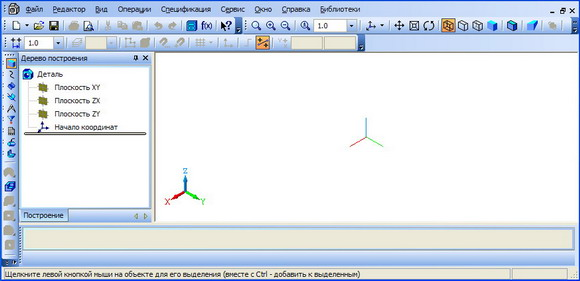 Файл Редактор Вид Операции Спецификация Сервис Окно Справка Библиотеки
1.0
f(x)
1.0
Дерево построения
Деталь
Плоскость XY
Плоскость ZX
Плоскость ZY
Начало координат
Z
X Y
Построение
Щелкните левой кнопкой мыши на объекте для его выделения (вместе с Ctrl - добавить к выделенным)